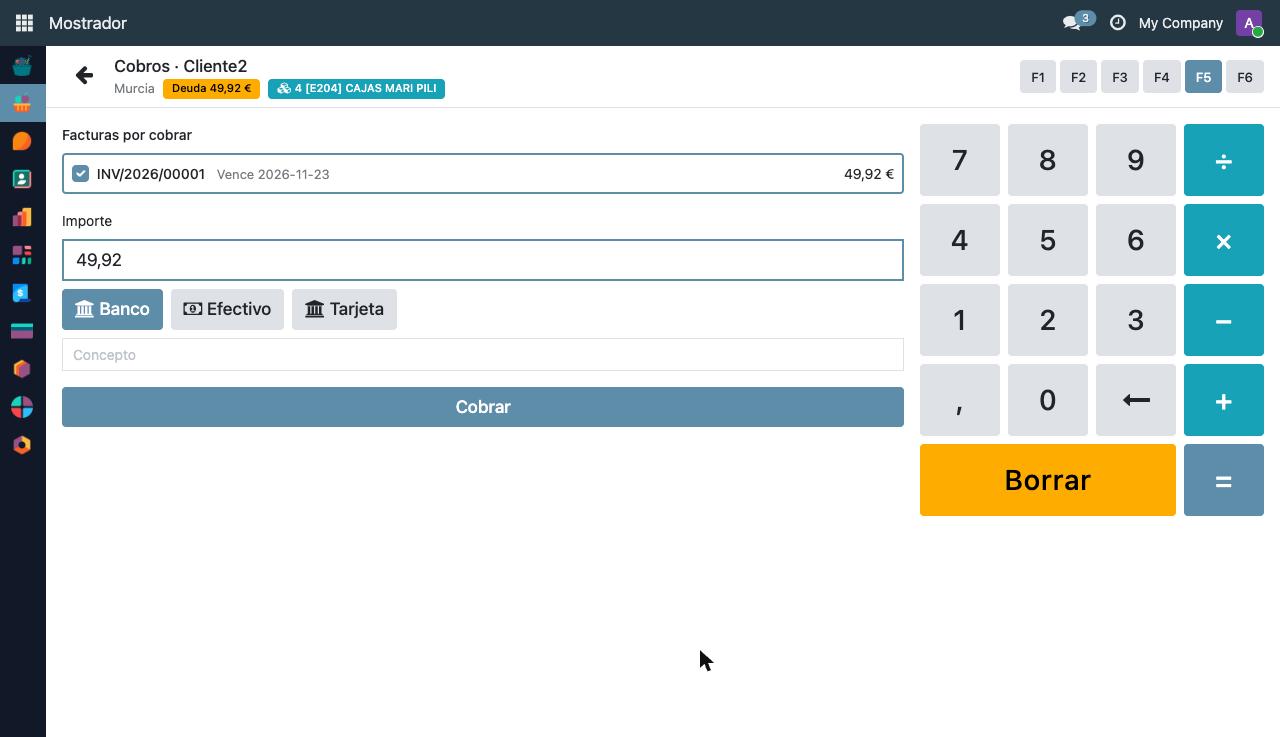 Mostrador
3
My Company
A
Cobros · Cliente2
Murcia
Deuda 49,92 €
4 [E204] CAJAS MARI PILI
F1
F2
F3
F4
F5
F6
Facturas por cobrar
INV/2026/00001 Vence 2026-11-23 49,92 €
Importe
49,92
Banco
Efectivo
Tarjeta
Concepto
Cobrar
7 8 9 ÷
4 5 6 ×
1 2 3 −
, 0 ← +
Borrar =